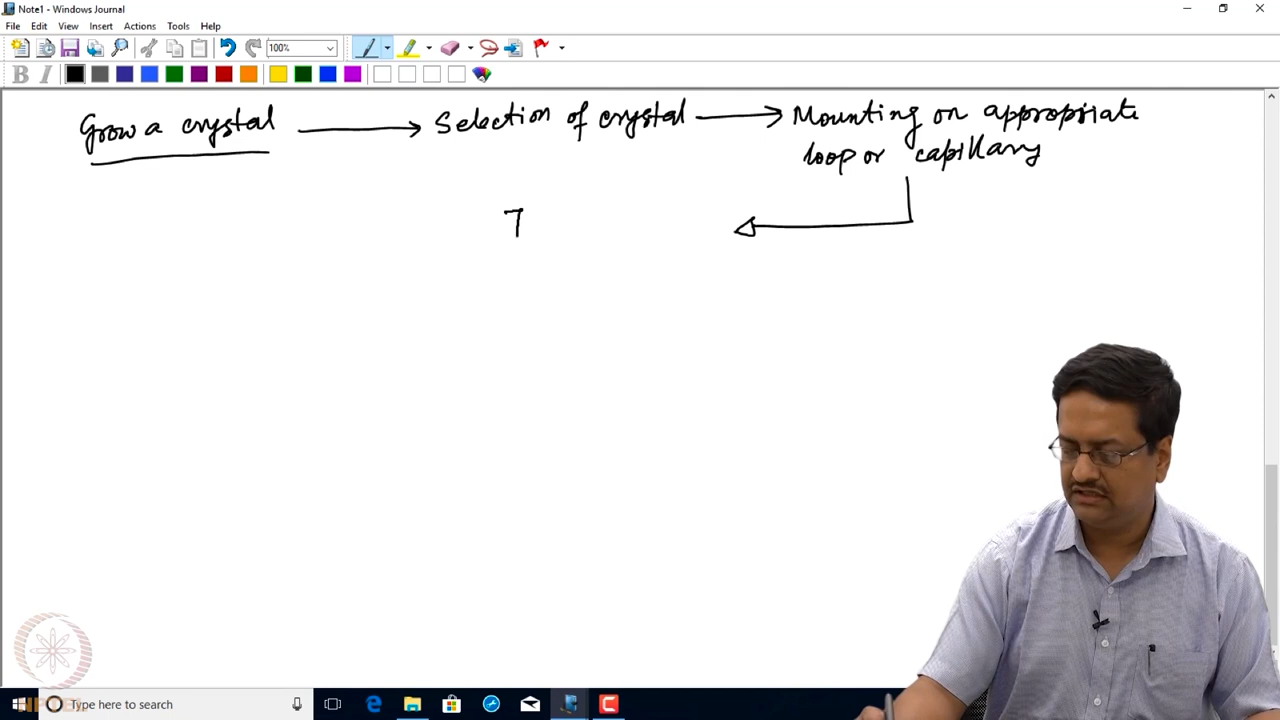 Note1 - Windows Journal
File Edit View Insert Actions Tools Help
100%
B I
Grow a crystal Selection of crystal Mounting on appropriate
loop or capillary
T
Type here to search